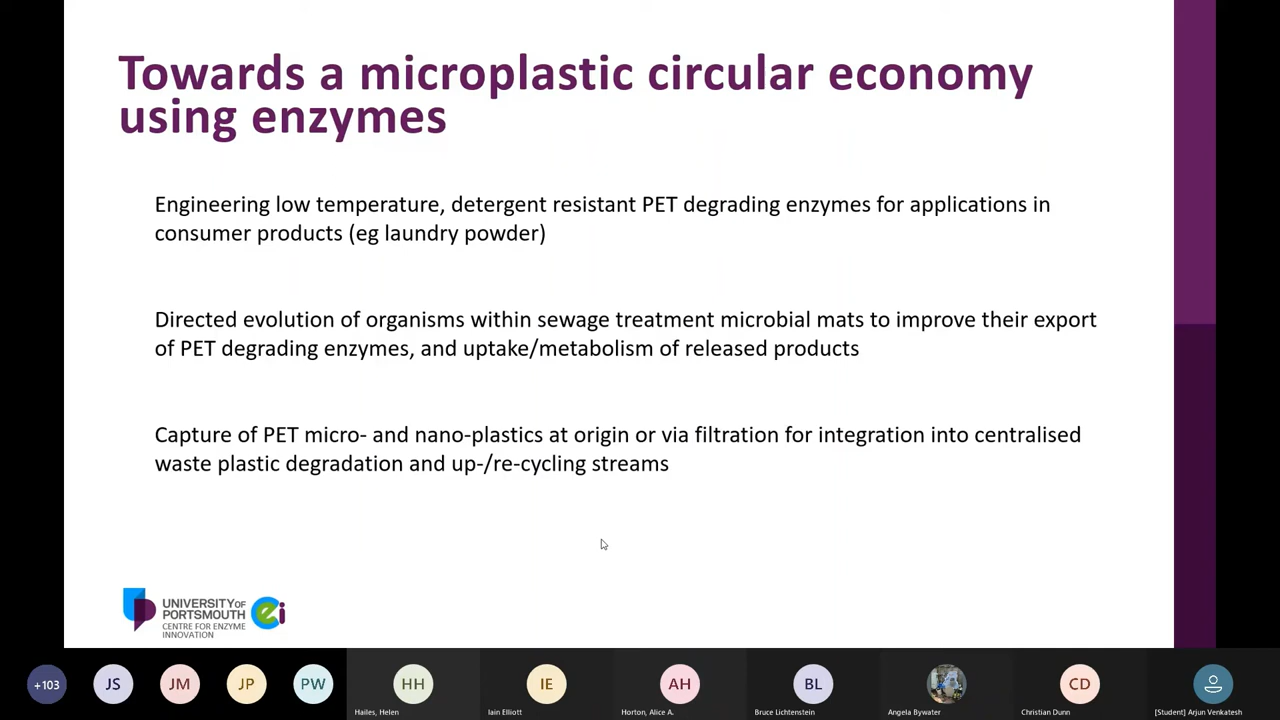 Towards a microplastic circular economy
using enzymes
Engineering low temperature, detergent resistant PET degrading enzymes for applications in
consumer products (eg laundry powder)
Directed evolution of organisms within sewage treatment microbial mats to improve their export
of PET degrading enzymes, and uptake/metabolism of released products
Capture of PET micro- and nano-plastics at origin or via filtration for integration into centralised
waste plastic degradation and up-/re-cycling streams
UNIVERSITY OF
PORTSMOUTH
CENTRE FOR ENZYME
INNOVATION
ei
+103
JS
JM
JP
PW
HH
IE
AH
BL
CD
Hailes, Helen
Iain Elliott
Horton, Alice A.
Bruce Lichtenstein
Angela Bywater
Christian Dunn
[Student] Arjun Venkatesh